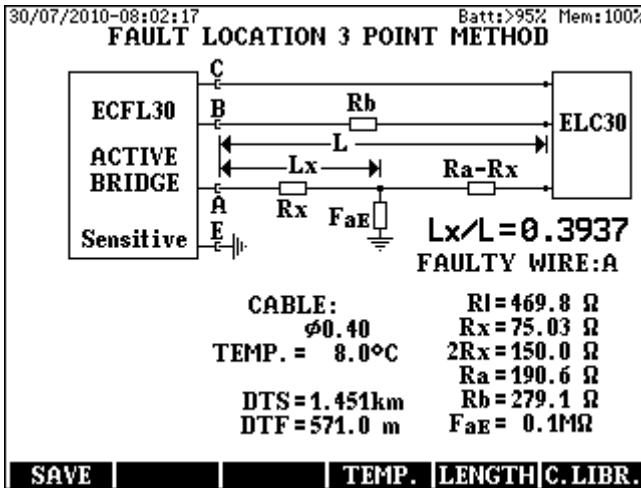 30/07/2010-08:02:17 Batt:>95% Mem:100%
FAULT LOCATION 3 POINT METHOD
C
ECFL30
B
Rb
ELC30
L
ACTIVE
BRIDGE
Lx
Ra-Rx
A
Rx
FaE
Lx/L=0.3937
Sensitive
E
FAULTY WIRE:A
CABLE:
ϕ0.40
TEMP.= 8.0ºC
DTS=1.451km
DTF=571.0 m
Rl=469.8 Ω
Rx=75.03 Ω
2Rx=150.0 Ω
Ra=190.6 Ω
Rb=279.1 Ω
FaE= 0.1MΩ
SAVE TEMP. LENGTH C.LIBR.